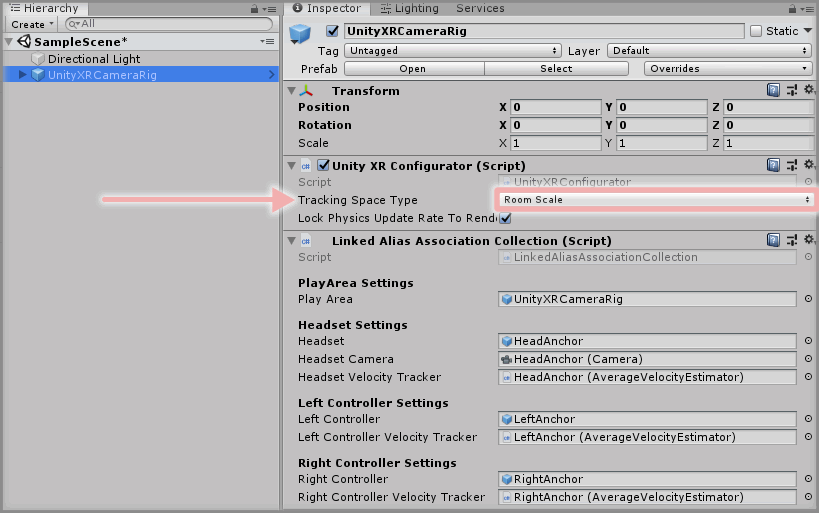 Hierarchy
Create
All
SampleScene*
Directional Light
UnityXRCameraRig
Inspector
Lighting
Services
UnityXRCameraRig
Static
Tag
Untagged
Layer
Default
Prefab
Open
Select
Overrides
Transform
Position X 0 Y 0 Z 0
Rotation X 0 Y 0 Z 0
Scale X 1 Y 1 Z 1
Unity XR Configurator (Script)
Script UnityXRConfigurator
Tracking Space Type Room Scale
Lock Physics Update Rate To Rende
Linked Alias Association Collection (Script)
Script LinkedAliasAssociationCollection
PlayArea Settings
Play Area UnityXRCameraRig
Headset Settings
Headset HeadAnchor
Headset Camera HeadAnchor (Camera)
Headset Velocity Tracker HeadAnchor (AverageVelocityEstimator)
Left Controller Settings
Left Controller LeftAnchor
Left Controller Velocity Tracker LeftAnchor (AverageVelocityEstimator)
Right Controller Settings
Right Controller RightAnchor
Right Controller Velocity Tracker RightAnchor (AverageVelocityEstimator)